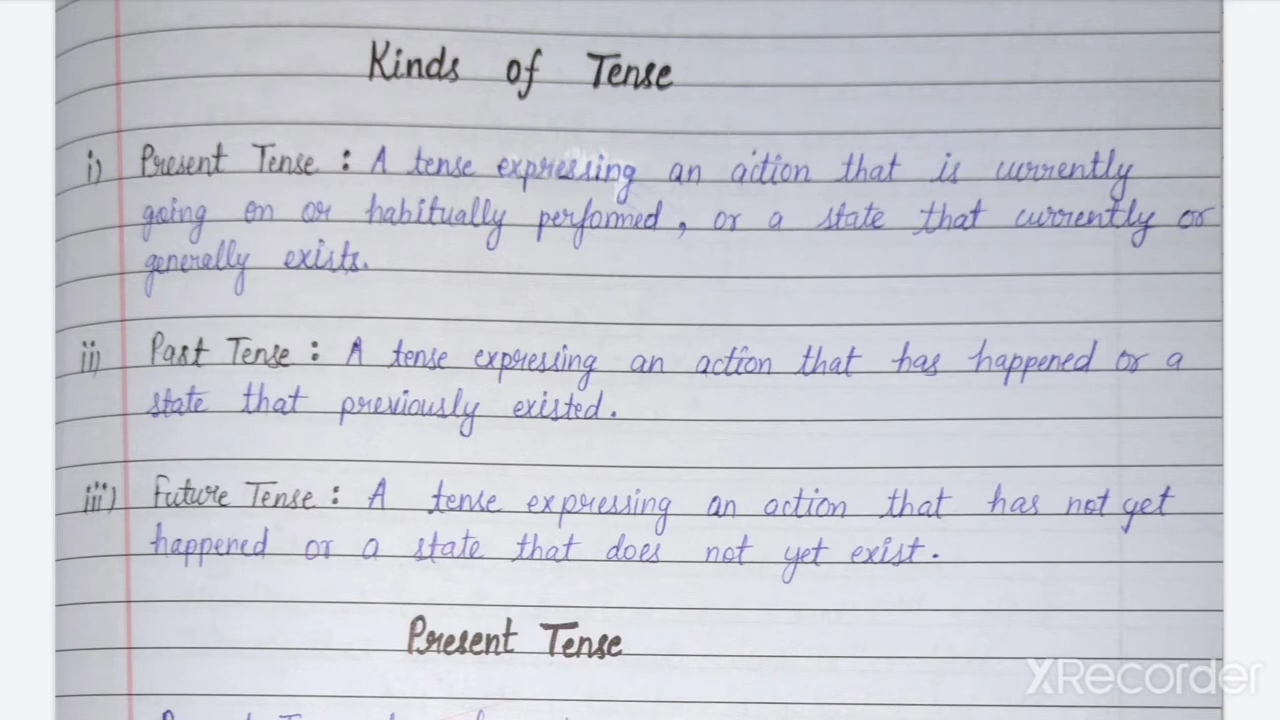 Kinds of Tense
i) Present Tense : A tense expressing an action that is currently
going on or habitually performed, or a state that currently or
generally exists.
ii) Past Tense : A tense expressing an action that has happened or a
state that previously existed.
iii) Future Tense : A tense expressing an action that has not yet
happened or a state that does not yet exist.
Present Tense
XRecorder